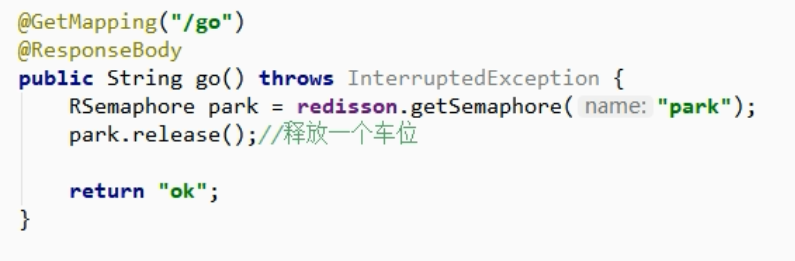 @GetMapping("/go")
@ResponseBody
public String go() throws InterruptedException {
    RSemaphore park = redisson.getSemaphore( name: "park");
    park.release();//释放一个车位
    return "ok";
}